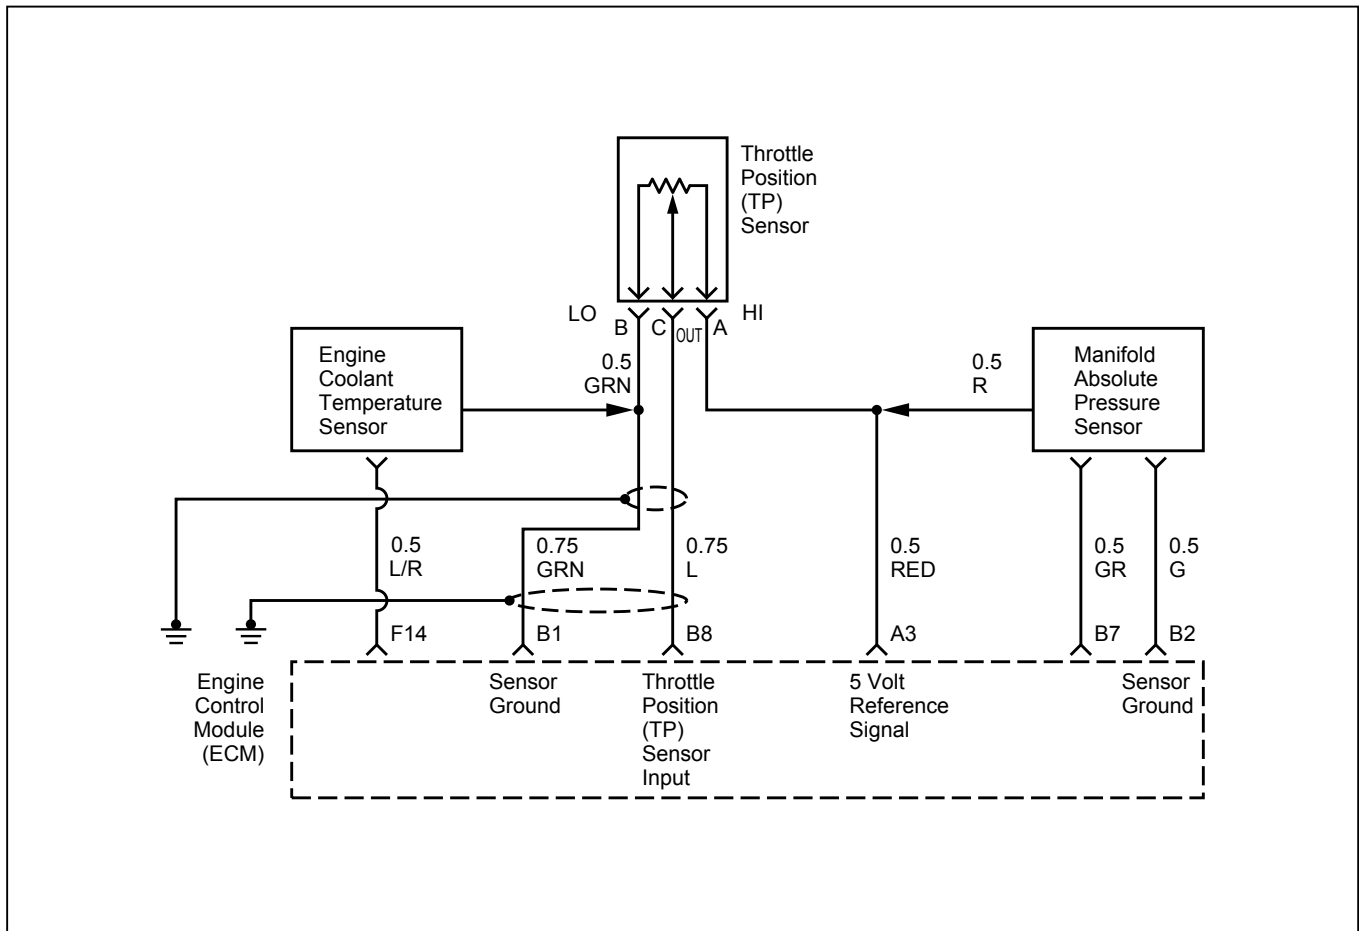 Throttle
Position
(TP)
Sensor
LO
B
C
OUT
A
HI
Engine
Coolant
Temperature
Sensor
0.5
GRN
0.5
R
Manifold
Absolute
Pressure
Sensor
0.5
L/R
0.75
GRN
0.75
L
0.5
RED
0.5
GR
0.5
G
F14
B1
B8
A3
B7
B2
Engine
Control
Module
(ECM)
Sensor
Ground
Throttle
Position
(TP)
Sensor
Input
5 Volt
Reference
Signal
Sensor
Ground